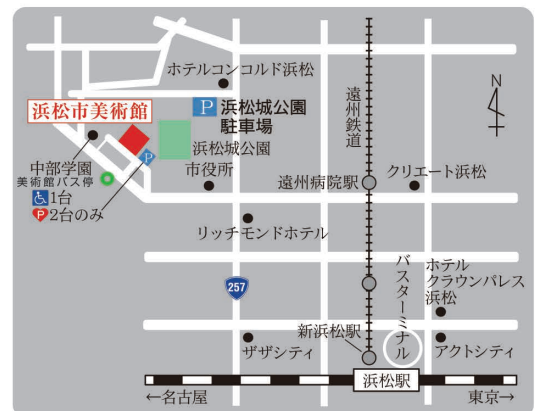 ホテルコンコルド浜松
浜松市美術館
P 浜松城公園
駐車場
浜松城公園
中部学園
P
美術館バス停
1台
P 2台のみ
市役所
遠州鉄道
N
遠州病院駅
クリエート浜松
リッチモンドホテル
257
バスターミナル
ホテル
クラウンパレス
浜松
新浜松駅
ザザシティ
アクトシティ
浜松駅
←名古屋
東京→